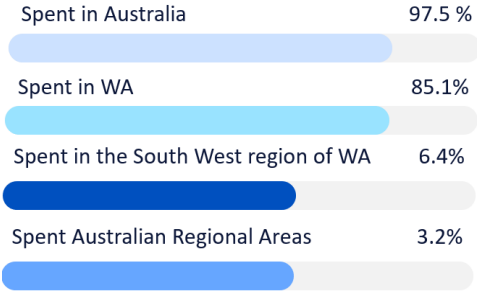 Spent in Australia 97.5 %
Spent in WA 85.1%
Spent in the South West region of WA 6.4%
Spent Australian Regional Areas 3.2%